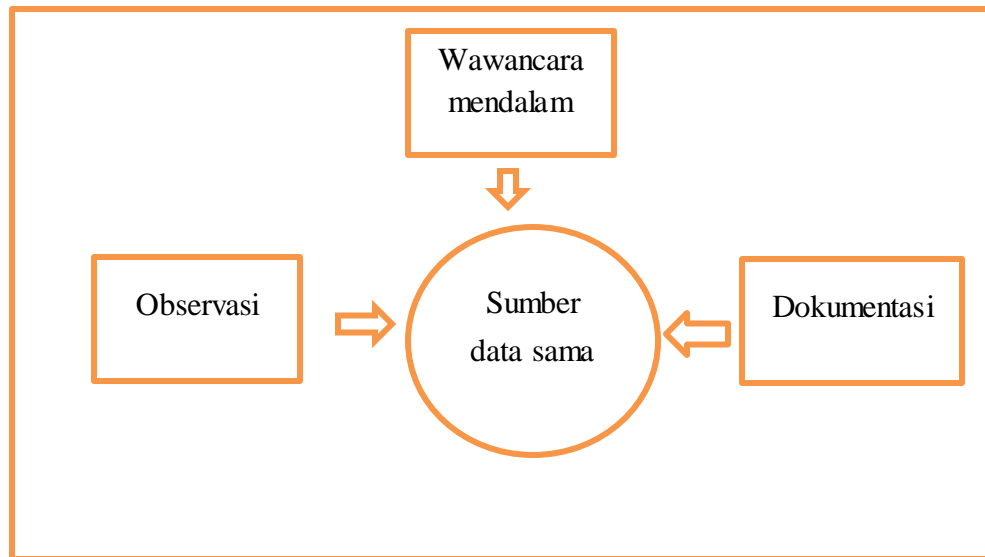 Wawancara
mendalam
Observasi
Sumber
data sama
Dokumentasi